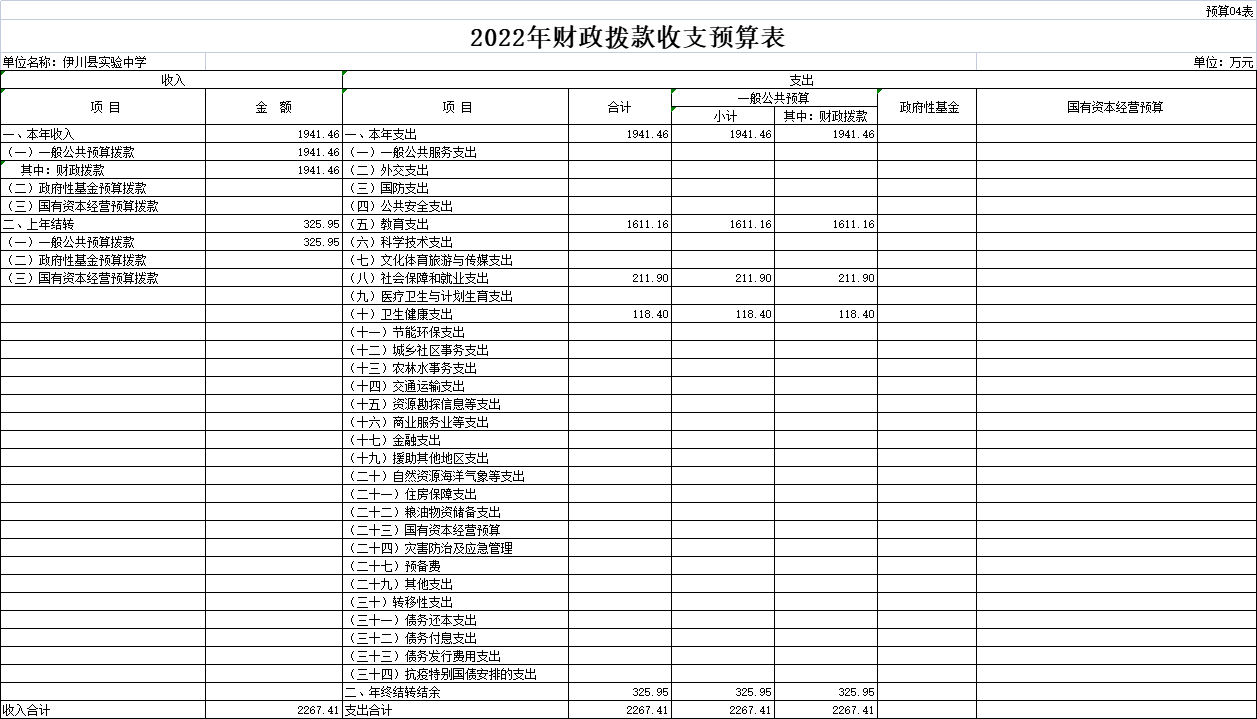 预算04表
2022年财政拨款收支预算表
单位名称：伊川县实验中学 单位：万元
收入 支出
项 目 金 额 项 目 合计 一般公共预算 政府性基金 国有资本经营预算
小计 其中：财政拨款
一、本年收入 1941.46 一、本年支出 1941.46 1941.46 1941.46
（一）一般公共预算拨款 1941.46 （一）一般公共服务支出
其中：财政拨款 1941.46 （二）外交支出
（二）政府性基金预算拨款 （三）国防支出
（三）国有资本经营预算拨款 （四）公共安全支出
二、上年结转 325.95 （五）教育支出 1611.16 1611.16 1611.16
（一）一般公共预算拨款 325.95 （六）科学技术支出
（二）政府性基金预算拨款 （七）文化体育旅游与传媒支出
（三）国有资本经营预算拨款 （八）社会保障和就业支出 211.90 211.90 211.90
（九）医疗卫生与计划生育支出
（十）卫生健康支出 118.40 118.40 118.40
（十一）节能环保支出
（十二）城乡社区事务支出
（十三）农林水事务支出
（十四）交通运输支出
（十五）资源勘探信息等支出
（十六）商业服务业等支出
（十七）金融支出
（十九）援助其他地区支出
（二十）自然资源海洋气象等支出
（二十一）住房保障支出
（二十二）粮油物资储备支出
（二十三）国有资本经营预算
（二十四）灾害防治及应急管理
（二十七）预备费
（二十九）其他支出
（三十）转移性支出
（三十一）债务还本支出
（三十二）债务付息支出
（三十三）债务发行费用支出
（三十四）抗疫特别国债安排的支出
二、年终结转结余 325.95 325.95 325.95
收入合计 2267.41 支出合计 2267.41 2267.41 2267.41